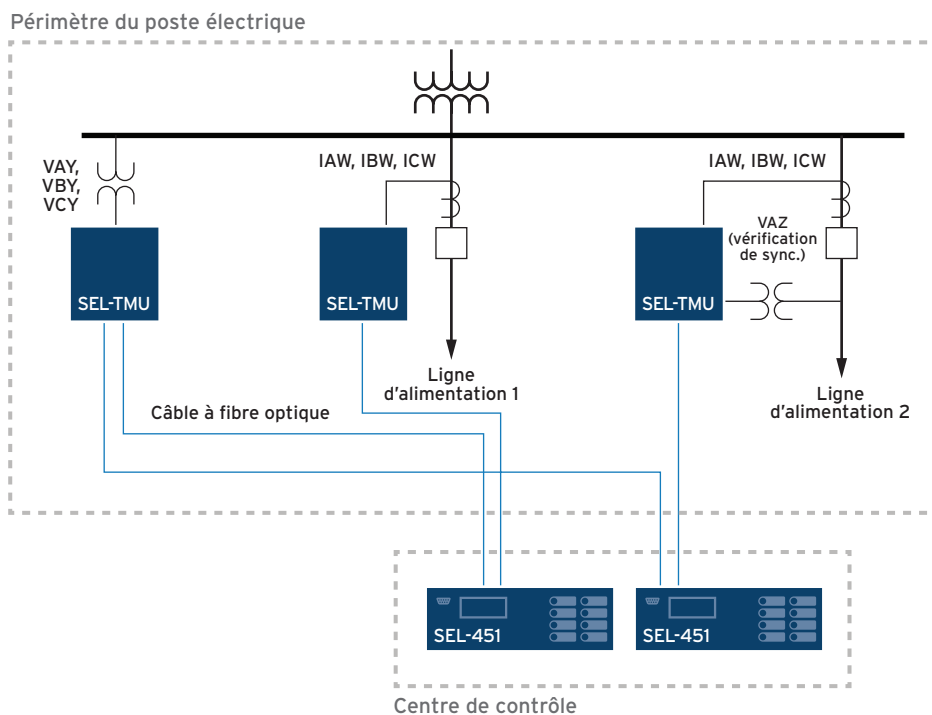 Périmètre du poste électrique
VAY,
VBY,
VCY
IAW, IBW, ICW
IAW, IBW, ICW
VAZ
(vérification
de sync.)
SEL-TMU
SEL-TMU
SEL-TMU
Ligne
d'alimentation 1
Ligne
d'alimentation 2
Câble à fibre optique
SEL-451
SEL-451
Centre de contrôle